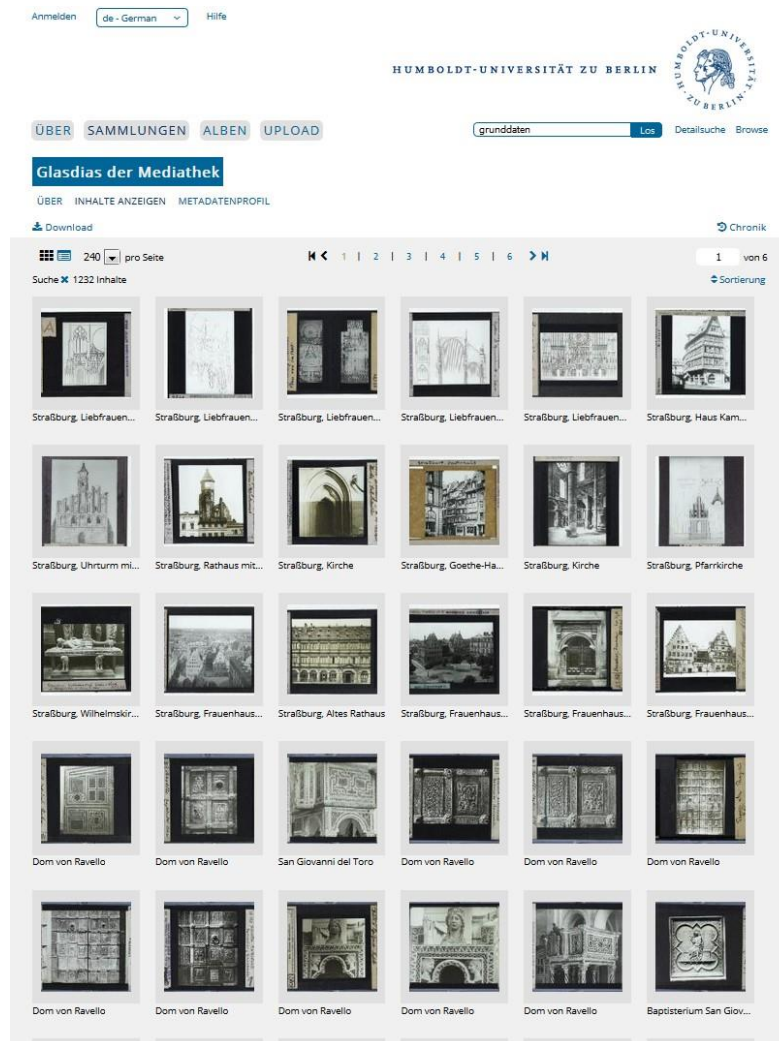 Anmelden de - German Hilfe
HUMBOLDT-UNIVERSITÄT ZU BERLIN
HUMBOLDT-UNIVERSITÄT · ZU BERLIN ·
ÜBER SAMMLUNGEN ALBEN UPLOAD grunddaten Los Detailsuche Browse
Glasdias der Mediathek
ÜBER INHALTE ANZEIGEN METADATENPROFIL
Download Chronik
240 pro Seite 1 | 2 | 3 | 4 | 5 | 6 1 von 6
Suche 1232 Inhalte Sortierung
A
Straßburg, Liebfrauen... Straßburg, Liebfrauen... Straßburg, Liebfrauen... Straßburg, Liebfrauen... Straßburg, Liebfrauen... Straßburg, Haus Kam...
Straßburg, Uhrturm mi... Straßburg, Rathaus mit... Straßburg, Kirche Straßburg, Goethe-Ha... Straßburg, Kirche Straßburg, Pfarrkirche
Straßburg, Wilhelmskir... Straßburg, Frauenhaus... Straßburg, Altes Rathaus Straßburg, Frauenhaus... Straßburg, Frauenhaus... Straßburg, Frauenhaus...
Dom von Ravello Dom von Ravello San Giovanni del Toro Dom von Ravello Dom von Ravello Dom von Ravello
Dom von Ravello Dom von Ravello Dom von Ravello Dom von Ravello Dom von Ravello Baptisterium San Giov...